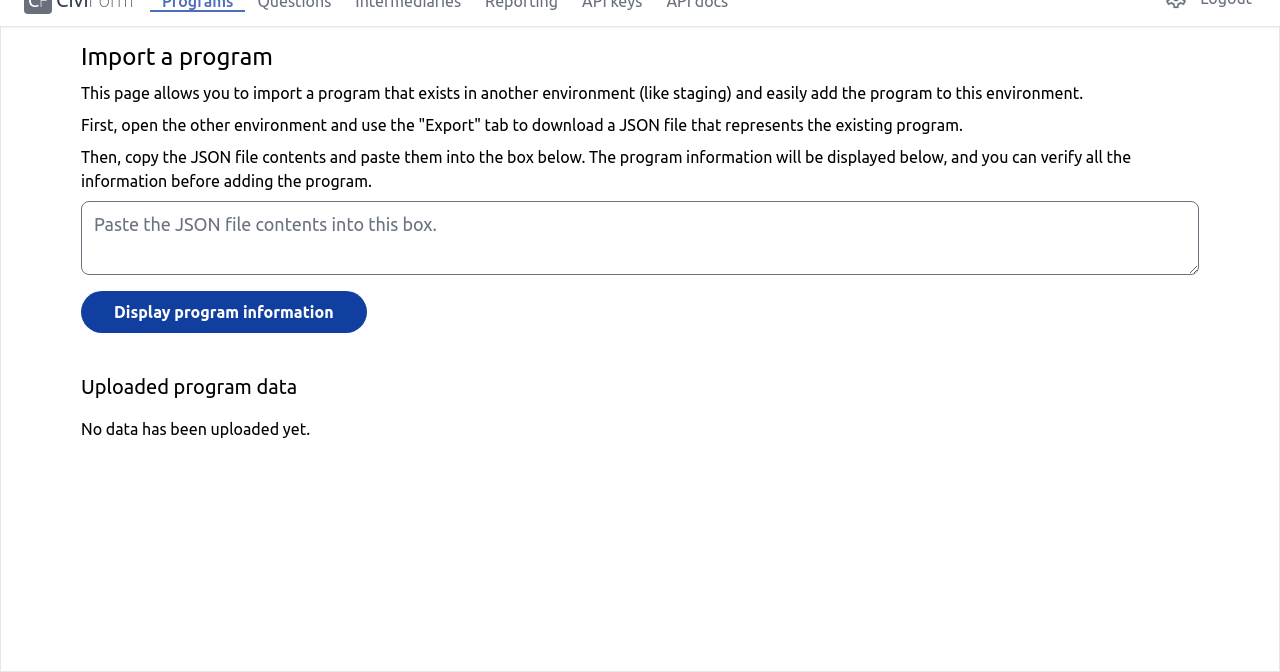 CF CiviForm Programs Questions Intermediaries Reporting API keys API docs Logout
Import a program
This page allows you to import a program that exists in another environment (like staging) and easily add the program to this environment.
First, open the other environment and use the "Export" tab to download a JSON file that represents the existing program.
Then, copy the JSON file contents and paste them into the box below. The program information will be displayed below, and you can verify all the
information before adding the program.
Paste the JSON file contents into this box.
Display program information
Uploaded program data
No data has been uploaded yet.